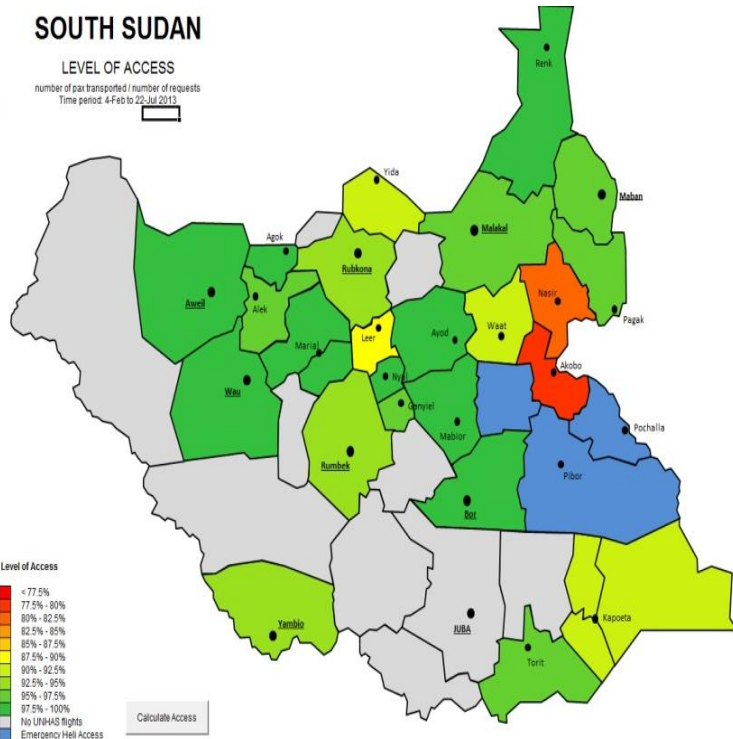 SOUTH SUDAN
LEVEL OF ACCESS
number of pax transported / number of requests
Time period: 4-Feb to 22-Jul 2013
Renk
Yida
Maban
Agok
Malakal
Rubkona
Aweil
Alek
Nasir
Pagak
Leer
Ayod
Waat
Marial
Akobo
Wau
Nyal
Ganyiel
Mabior
Pochalla
Rumbek
Pibor
Bor
Level of Access
< 77.5%
77.5% - 80%
80% - 82.5%
82.5% - 85%
85% - 87.5%
87.5% - 90%
90% - 92.5%
92.5% - 95%
95% - 97.5%
97.5% - 100%
No UNHAS flights
Emergency Heli Access
Yambio
JUBA
Kapoeta
Torit
Calculate Access